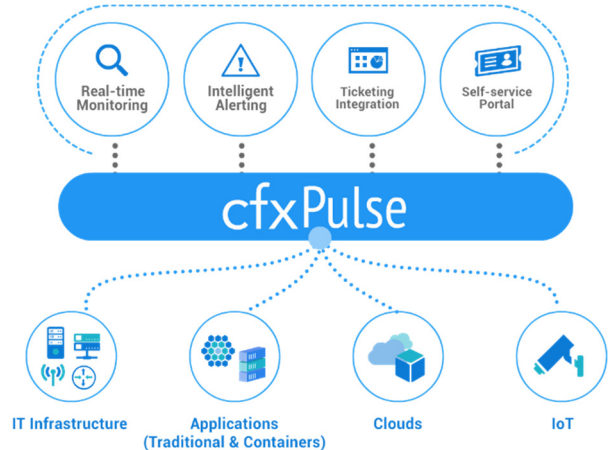 Real-time
Monitoring
Intelligent
Alerting
Ticketing
Integration
Self-service
Portal
cfxPulse
IT Infrastructure
Applications
(Traditional & Containers)
Clouds
IoT